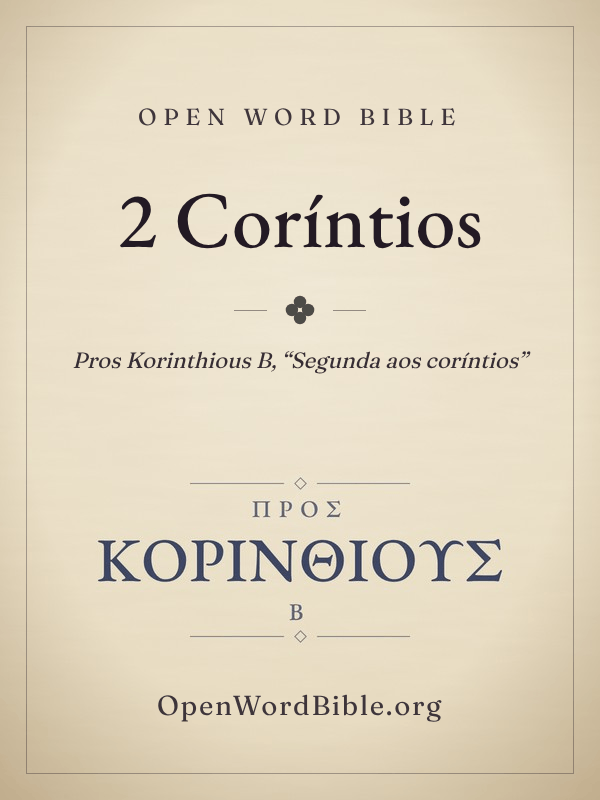 OPEN WORD BIBLE
2 Coríntios
Pros Korinthious B, “Segunda aos coríntios”
ΠΡΟΣ
ΚΟΡΙΝΘΙΟΥΣ
Β
OpenWordBible.org